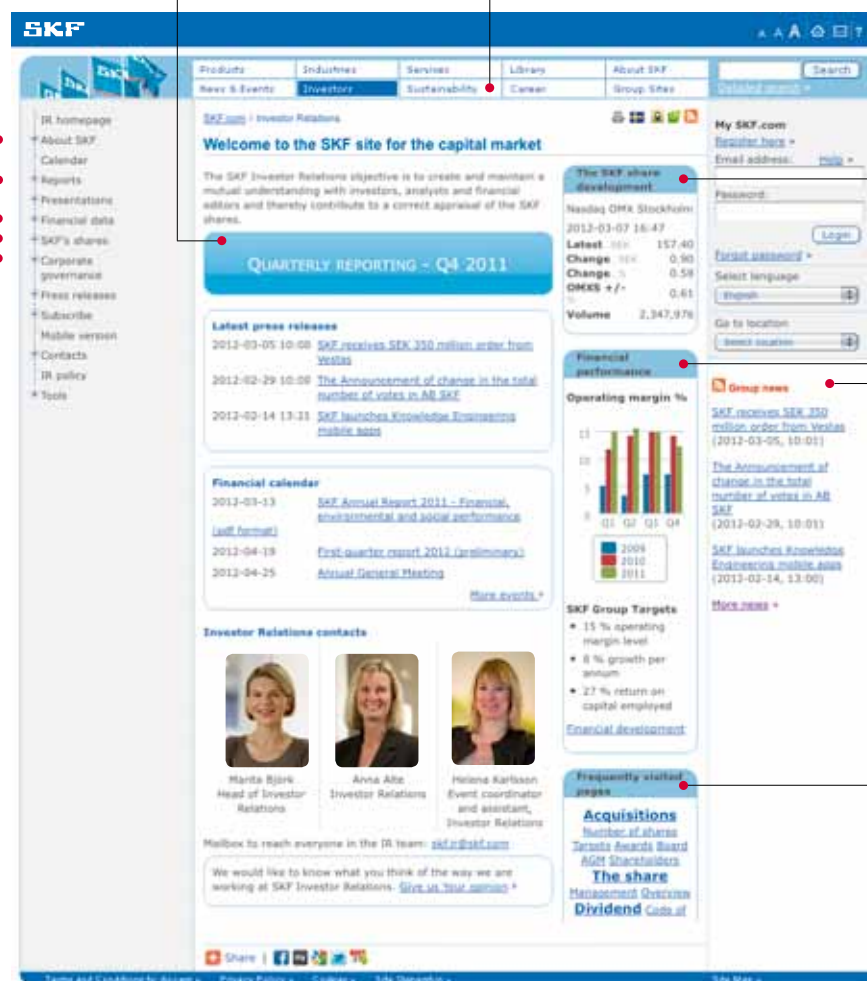 SKF
A A A ?
Products Industries Services Library About SKF
News & Events Investors Sustainability Career Group Sites
Search
Detailed search »
IR homepage
About SKF
Calendar
Reports
Presentations
Financial data
SKF's shares
Corporate
governance
Press releases
Subscribe
Mobile version
Contacts
IR policy
Tools
SKF.com / Investor Relations
Welcome to the SKF site for the capital market
The SKF Investor Relations objective is to create and maintain a
mutual understanding with investors, analysts and financial
editors and thereby contribute to a correct appraisal of the SKF
shares.
QUARTERLY REPORTING – Q4 2011
Latest press releases
2012-03-05 10:08 SKF receives SEK 350 million order from
Vestas
2012-02-29 10:08 The Announcement of change in the total
number of votes in AB SKF
2012-02-14 13:21 SKF launches Knowledge Engineering
mobile apps
Financial calendar
2012-03-13 SKF Annual Report 2011 - Financial,
environmental and social performance
(pdf format)
2012-04-19 First-quarter report 2012 (preliminary)
2012-04-25 Annual General Meeting
More events »
Investor Relations contacts
Marita Björk
Head of Investor
Relations
Anna Alte
Investor Relations
Helena Karlsson
Event coordinator
and assistant,
Investor Relations
Mailbox to reach everyone in the IR team: skf.ir@skf.com
We would like to know what you think of the way we are
working at SKF Investor Relations. Give us Your opinion »
Share |
The SKF share
development
Nasdaq OMX Stockholm
2012-03-07 16:47
Latest SEK 157.40
Change SEK 0.90
Change % 0.58
OMXS +/-
% 0.61
Volume 2,347,976
Financial
performance
Operating margin %
15
10
5
0
Q1 Q2 Q3 Q4
2009
2010
2011
SKF Group Targets
• 15 % operating
margin level
• 8 % growth per
annum
• 27 % return on
capital employed
Financial development
Frequently visited
pages
Acquisitions
Number of shares
Targets Awards Board
AGM Shareholders
The share
Management Overview
Dividend Code of
My SKF.com
Register here »
Email address: Help »
Password:
Login
Forgot password »
Select language
English
Go to location
Select location
Group news
SKF receives SEK 350
million order from Vestas
(2012-03-05, 10:01)
The Announcement of
change in the total
number of votes in AB
SKF
(2012-02-29, 10:01)
SKF launches Knowledge
Engineering mobile apps
(2012-02-14, 13:00)
More news »
Privacy Policy Cookies Site Ownership Site Map